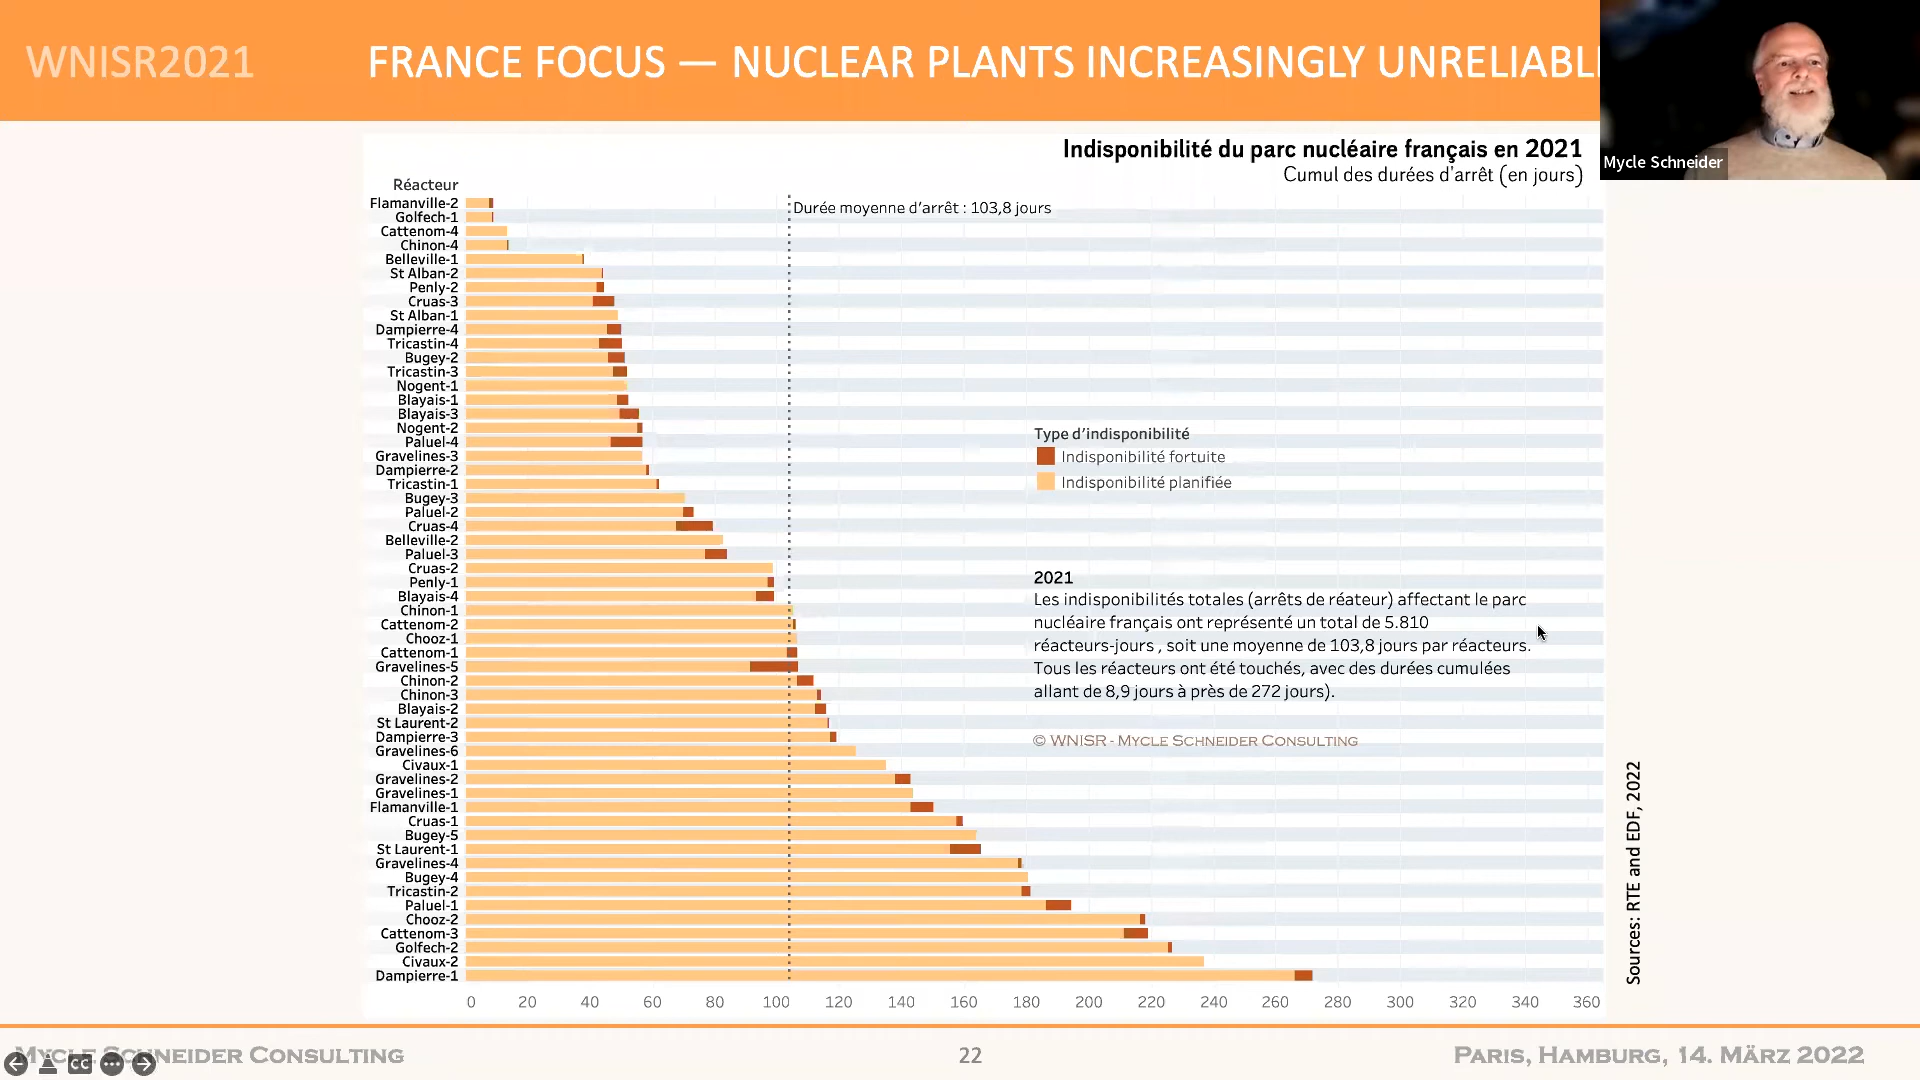 WNISR2021
FRANCE FOCUS — NUCLEAR PLANTS INCREASINGLY UNRELIABL
Mycle Schneider
Indisponibilité du parc nucléaire français en 2021
Cumul des durées d'arrêt (en jours)
Réacteur
Durée moyenne d'arrêt : 103,8 jours
Flamanville-2
Golfech-1
Cattenom-4
Chinon-4
Belleville-1
St Alban-2
Penly-2
Cruas-3
St Alban-1
Dampierre-4
Tricastin-4
Bugey-2
Tricastin-3
Nogent-1
Blayais-1
Blayais-3
Nogent-2
Paluel-4
Gravelines-3
Dampierre-2
Tricastin-1
Bugey-3
Paluel-2
Cruas-4
Belleville-2
Paluel-3
Cruas-2
Penly-1
Blayais-4
Chinon-1
Cattenom-2
Chooz-1
Cattenom-1
Gravelines-5
Chinon-2
Chinon-3
Blayais-2
St Laurent-2
Dampierre-3
Gravelines-6
Civaux-1
Gravelines-2
Gravelines-1
Flamanville-1
Cruas-1
Bugey-5
St Laurent-1
Gravelines-4
Bugey-4
Tricastin-2
Paluel-1
Chooz-2
Cattenom-3
Golfech-2
Civaux-2
Dampierre-1
Type d'indisponibilité
Indisponibilité fortuite
Indisponibilité planifiée
2021
Les indisponibilités totales (arrêts de réateur) affectant le parc
nucléaire français ont représenté un total de 5.810
réacteurs-jours , soit une moyenne de 103,8 jours par réacteurs.
Tous les réacteurs ont été touchés, avec des durées cumulées
allant de 8,9 jours à près de 272 jours).
© WNISR - MYCLE SCHNEIDER CONSULTING
Sources: RTE and EDF, 2022
0 20 40 60 80 100 120 140 160 180 200 220 240 260 280 300 320 340 360
MYCLE SCHNEIDER CONSULTING
CC
22
PARIS, HAMBURG, 14. MÄRZ 2022